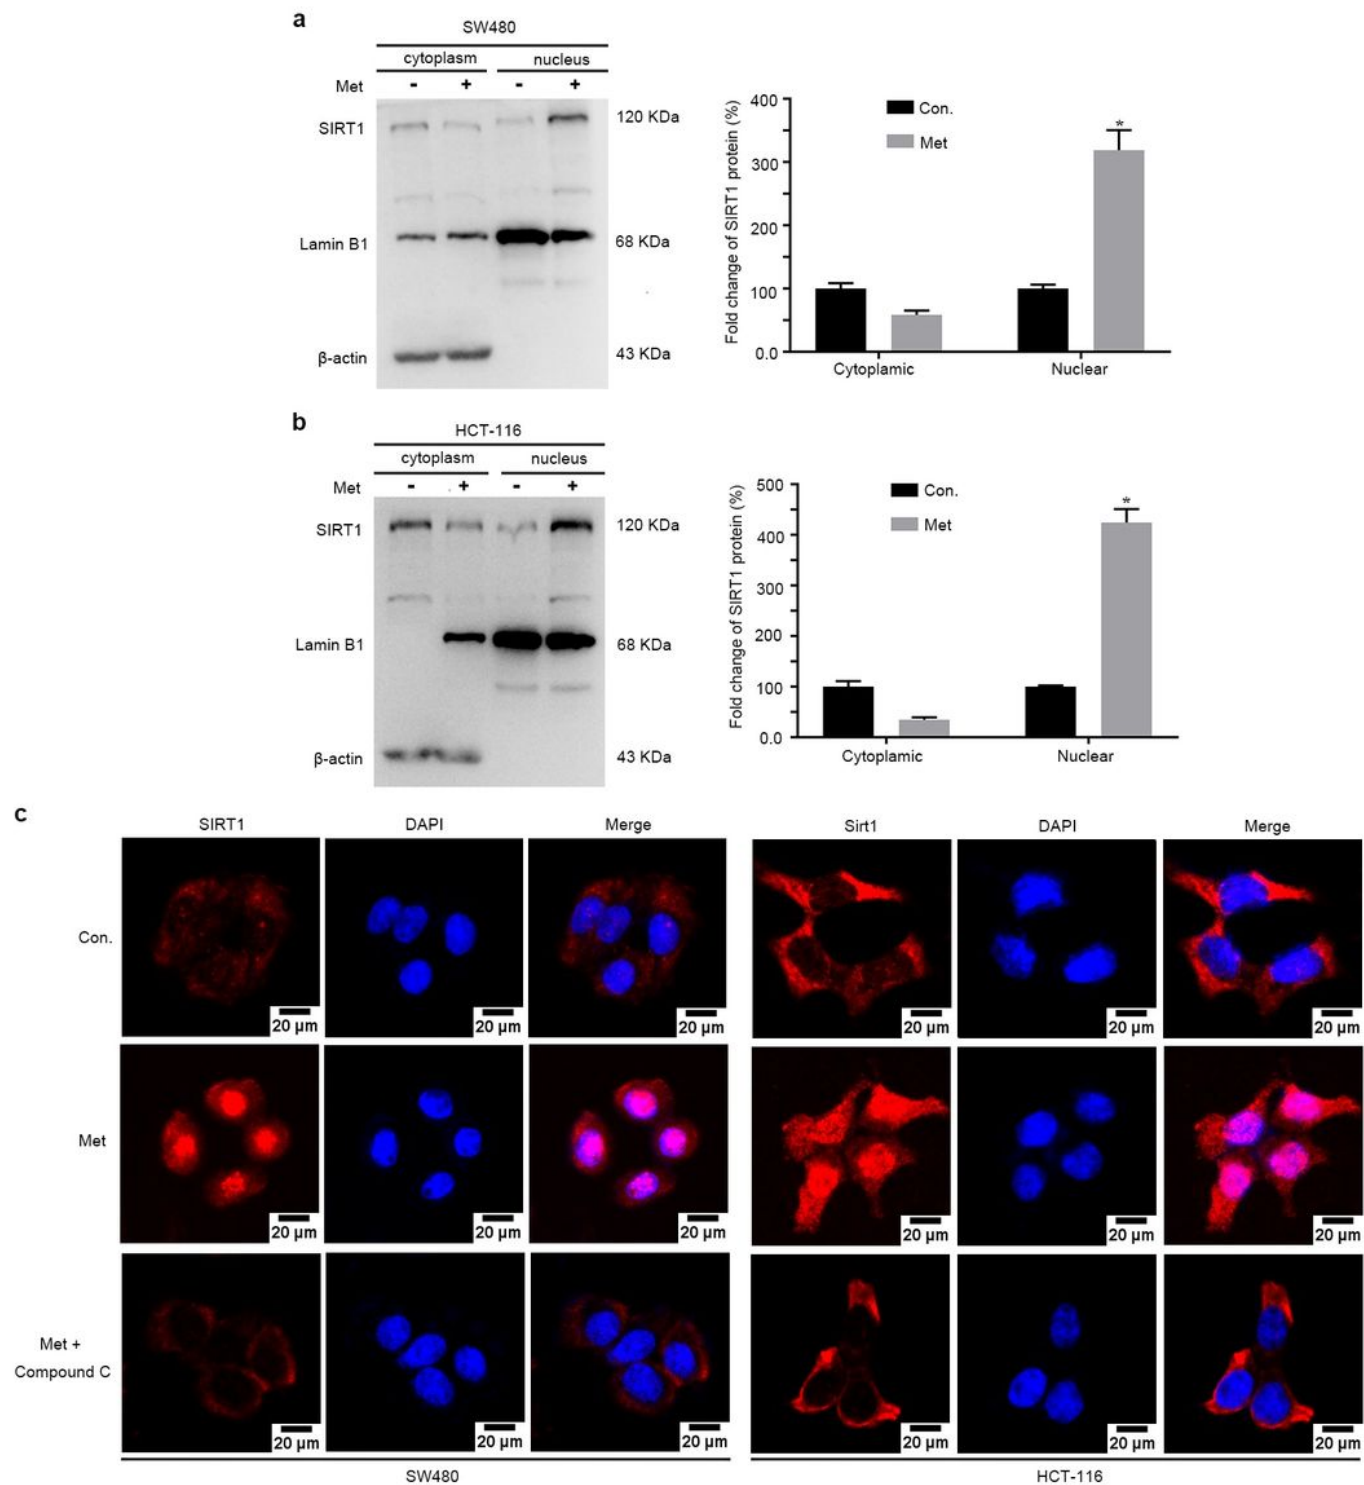 a
SW480
cytoplasm nucleus
Met - + - +
SIRT1 120 KDa
Lamin B1 68 KDa
β-actin 43 KDa
Fold change of SIRT1 protein (%)
400
300
200
100
0.0
Con.
Met
*
Cytoplamic Nuclear
b
HCT-116
cytoplasm nucleus
Met - + - +
SIRT1 120 KDa
Lamin B1 68 KDa
β-actin 43 KDa
Fold change of SIRT1 protein (%)
500
400
300
200
100
0.0
Con.
Met
*
Cytoplamic Nuclear
c
SIRT1 DAPI Merge Sirt1 DAPI Merge
Con.
20 μm 20 μm 20 μm 20 μm 20 μm 20 μm
Met
20 μm 20 μm 20 μm 20 μm 20 μm 20 μm
Met +
Compound C
20 μm 20 μm 20 μm 20 μm 20 μm 20 μm
SW480 HCT-116